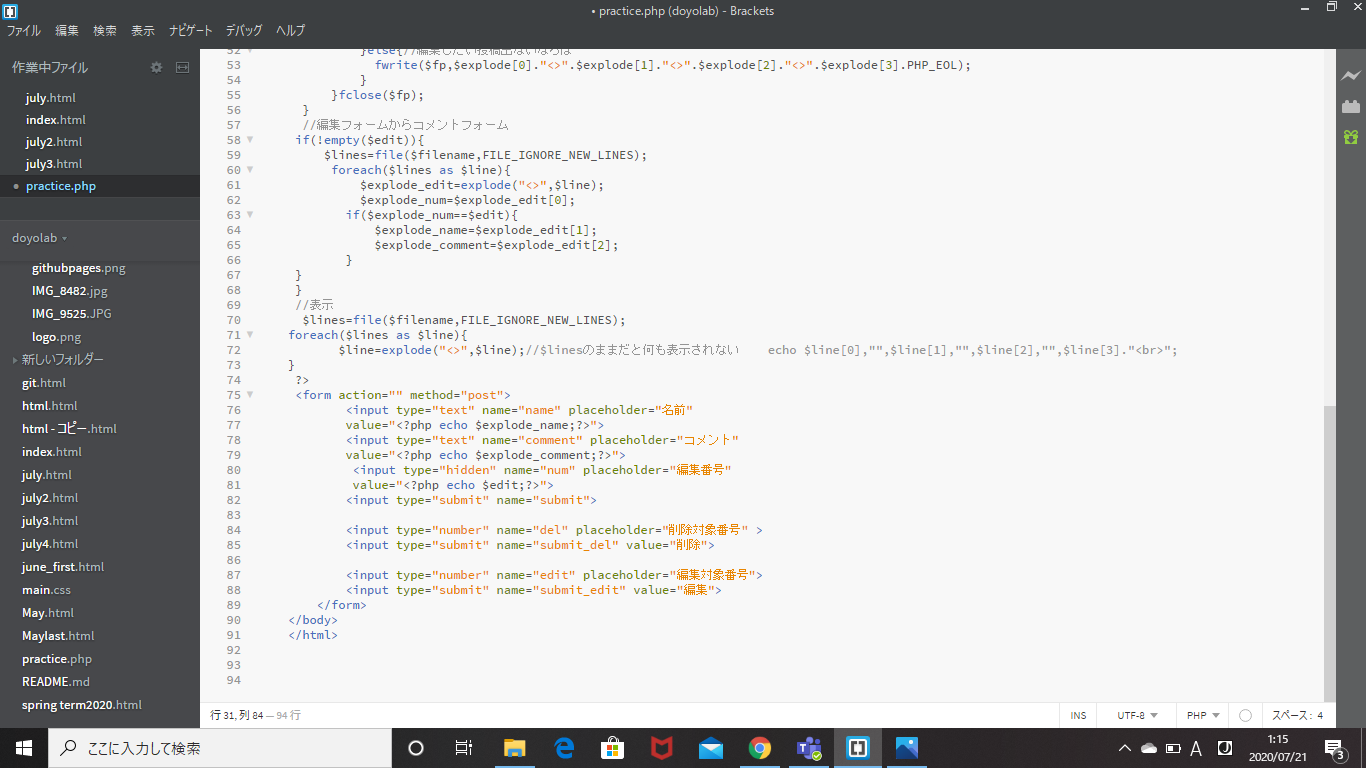 • practice.php (doyolab) - Brackets
ファイル 編集 検索 表示 ナビゲート デバッグ ヘルプ
作業中ファイル
july.html
index.html
july2.html
july3.html
practice.php
doyolab
githubpages.png
IMG_8482.jpg
IMG_9525.JPG
logo.png
新しいフォルダー
git.html
html.html
html - コピー.html
index.html
july.html
july2.html
july3.html
july4.html
june_first.html
main.css
May.html
Maylast.html
practice.php
README.md
spring term2020.html
52 }else{//編集したい投稿出ないならば
53 fwrite($fp,$explode[0]."<>".$explode[1]."<>".$explode[2]."<>".$explode[3].PHP_EOL);
54 }
55 }fclose($fp);
56 }
57 //編集フォームからコメントフォーム
58 if(!empty($edit)){
59 $lines=file($filename,FILE_IGNORE_NEW_LINES);
60 foreach($lines as $line){
61 $explode_edit=explode("<>",$line);
62 $explode_num=$explode_edit[0];
63 if($explode_num==$edit){
64 $explode_name=$explode_edit[1];
65 $explode_comment=$explode_edit[2];
66 }
67 }
68 }
69 //表示
70 $lines=file($filename,FILE_IGNORE_NEW_LINES);
71 foreach($lines as $line){
72 $line=explode("<>",$line);//$linesのままだと何も表示されない echo $line[0],"",$line[1],"",$line[2],"",$line[3]."<br>";
73 }
74 ?>
75 <form action="" method="post">
76 <input type="text" name="name" placeholder="名前"
77 value="<?php echo $explode_name;?>">
78 <input type="text" name="comment" placeholder="コメント"
79 value="<?php echo $explode_comment;?>">
80 <input type="hidden" name="num" placeholder="編集番号"
81 value="<?php echo $edit;?>">
82 <input type="submit" name="submit">
83
84 <input type="number" name="del" placeholder="削除対象番号" >
85 <input type="submit" name="submit_del" value="削除">
86
87 <input type="number" name="edit" placeholder="編集対象番号">
88 <input type="submit" name="submit_edit" value="編集">
89 </form>
90 </body>
91 </html>
92
93
94
行 31, 列 84 — 94 行
INS UTF-8 PHP スペース: 4
ここに入力して検索
A J
1:15
2020/07/21
3